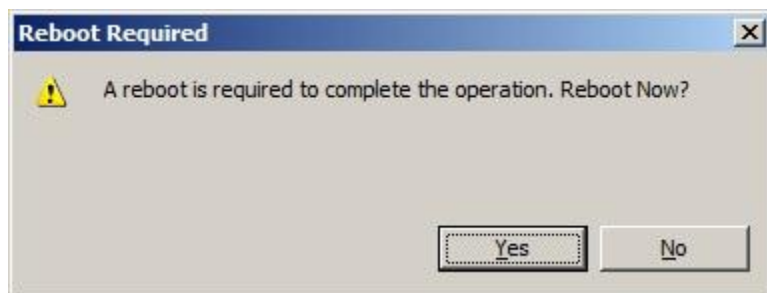 Reboot Required
A reboot is required to complete the operation. Reboot Now?
Yes
No